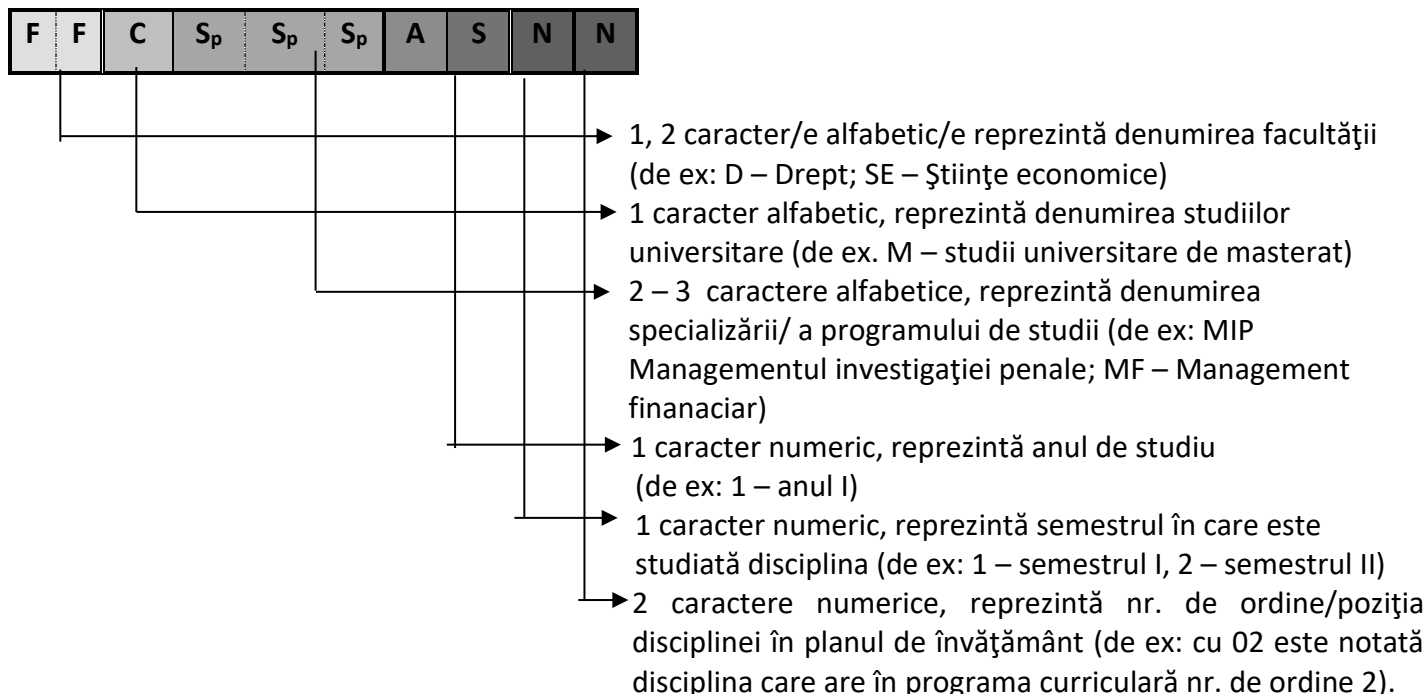 F F C Sp Sp Sp A S N N
1, 2 caracter/e alfabetic/e reprezintă denumirea facultăţii
(de ex: D – Drept; SE – Ştiinţe economice)
1 caracter alfabetic, reprezintă denumirea studiilor
universitare (de ex. M – studii universitare de masterat)
2 – 3 caractere alfabetice, reprezintă denumirea
specializării/ a programului de studii (de ex: MIP
Managementul investigaţiei penale; MF – Management
finanaciar)
1 caracter numeric, reprezintă anul de studiu
(de ex: 1 – anul I)
1 caracter numeric, reprezintă semestrul în care este
studiată disciplina (de ex: 1 – semestrul I, 2 – semestrul II)
2 caractere numerice, reprezintă nr. de ordine/poziţia
disciplinei în planul de învăţământ (de ex: cu 02 este notată
disciplina care are în programa curriculară nr. de ordine 2).